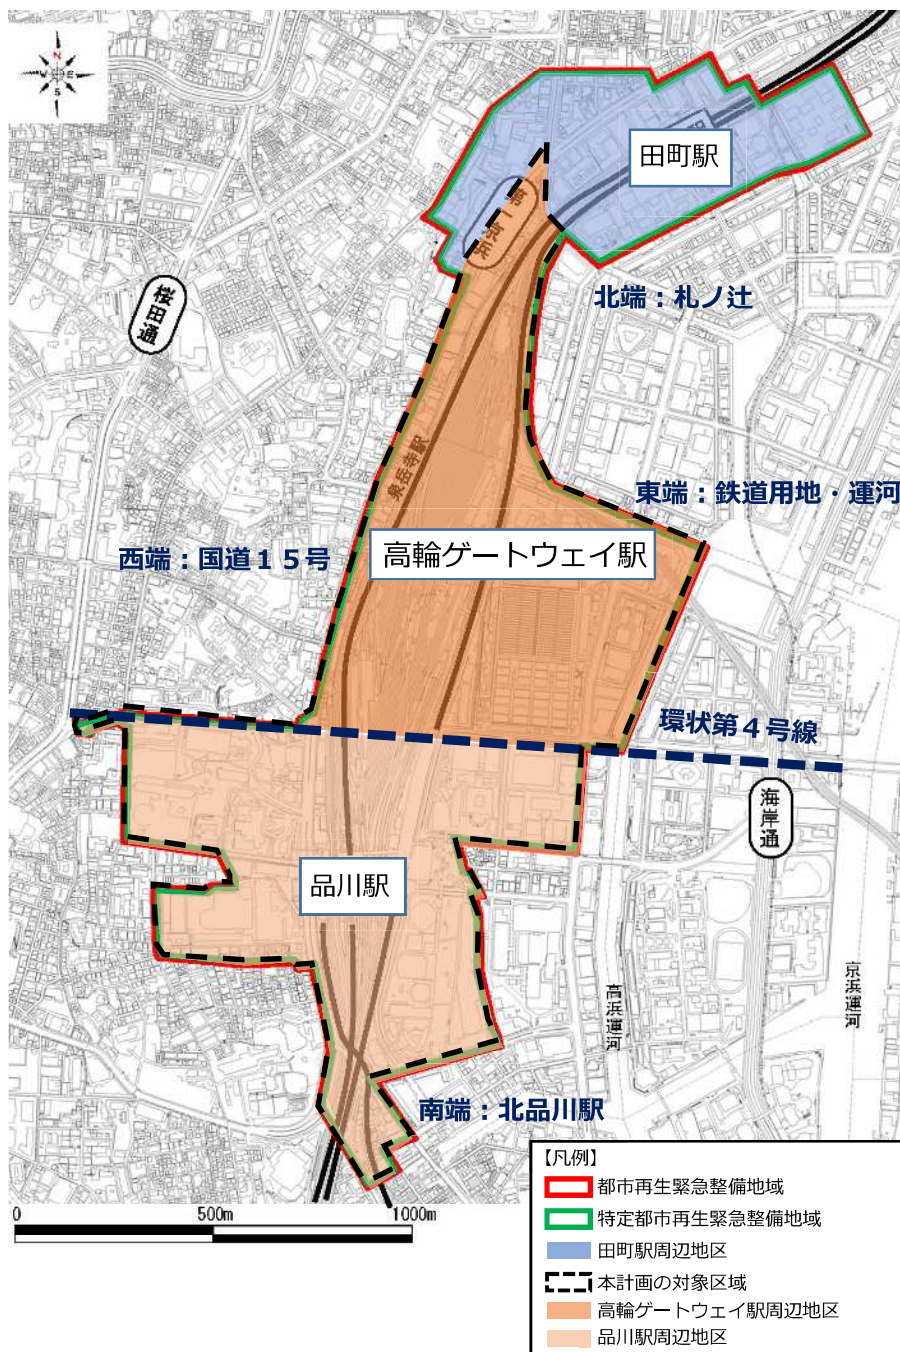 N
W E
S
田町駅
第一京浜
北端：札ノ辻
桜田通
泉岳寺駅
東端：鉄道用地・運河
高輪ゲートウェイ駅
西端：国道１５号
環状第４号線
海岸通
品川駅
京浜運河
高浜運河
南端：北品川駅
【凡例】
都市再生緊急整備地域
特定都市再生緊急整備地域
田町駅周辺地区
本計画の対象区域
高輪ゲートウェイ駅周辺地区
品川駅周辺地区
0 500m 1000m